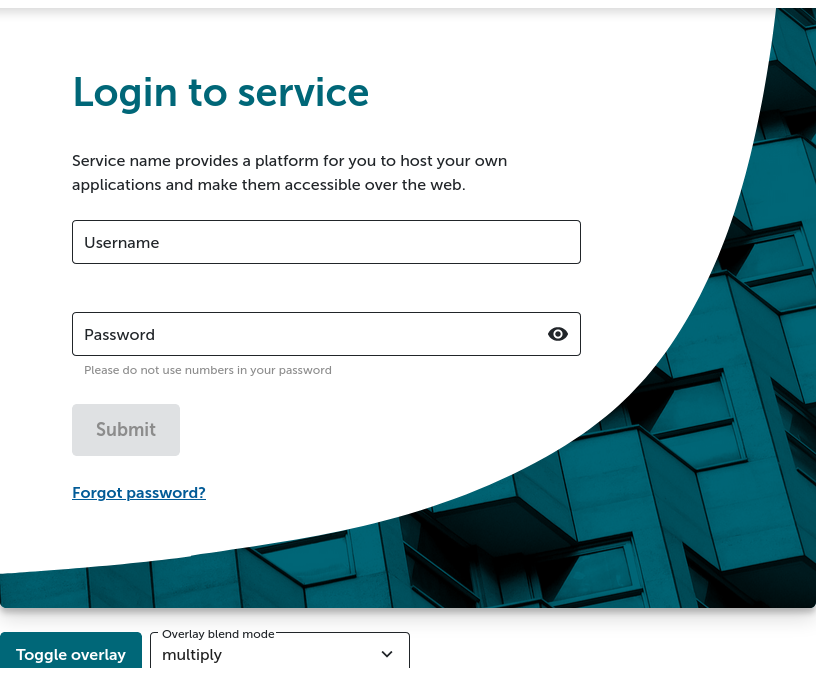 Login to service
Service name provides a platform for you to host your own
applications and make them accessible over the web.
Username
Password
Please do not use numbers in your password
Submit
Forgot password?
Toggle overlay
Overlay blend mode
multiply